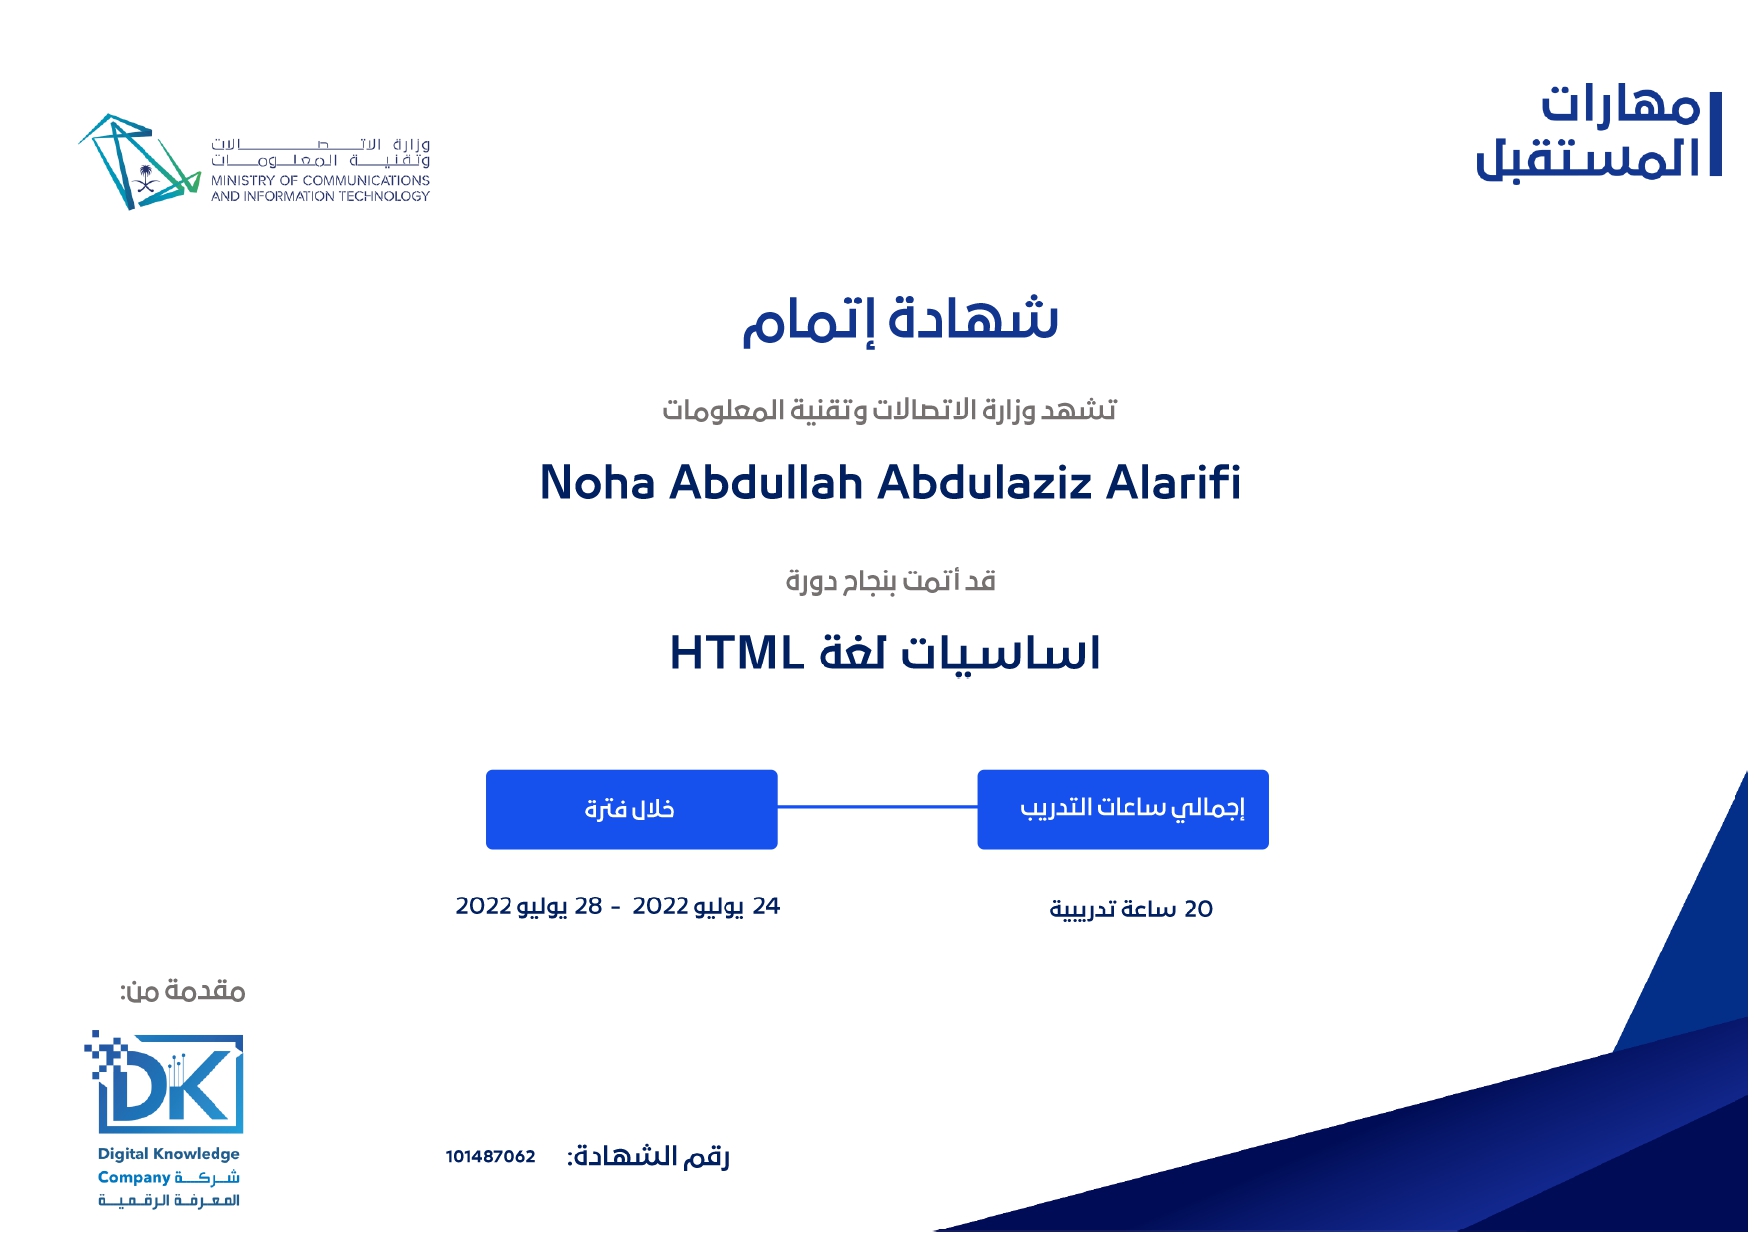 مهارات
المستقبل
وزارة الاتصالات
وتقنية المعلومات
MINISTRY OF COMMUNICATIONS
AND INFORMATION TECHNOLOGY
شهادة إتمام
تشهد وزارة الاتصالات وتقنية المعلومات
Noha Abdullah Abdulaziz Alarifi
قد أتمت بنجاح دورة
اساسيات لغة HTML
إجمالي ساعات التدريب
20 ساعة تدريبية
خلال فترة
24 يوليو 2022 - 28 يوليو 2022
مقدمة من:
DK
Digital Knowledge
Company شركة
المعرفة الرقمية
رقم الشهادة: 101487062